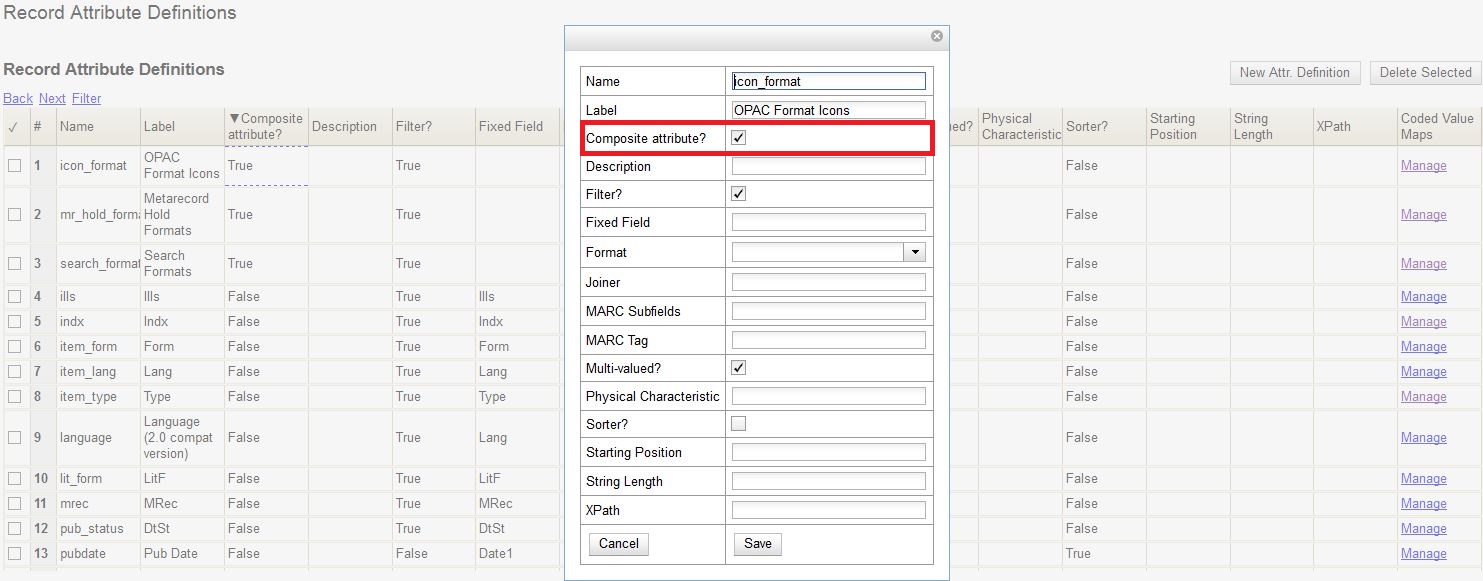 Record Attribute Definitions
Record Attribute Definitions
New Attr. Definition Delete Selected
Back Next Filter
✓ # Name Label ▼Composite attribute? Description Filter? Fixed Field Physical Characteristic Sorter? Starting Position String Length XPath Coded Value Maps
1 icon_format OPAC Format Icons True True False Manage
2 mr_hold_forma Metarecord Hold Formats True True False Manage
3 search_format Search Formats True True False Manage
4 ills Ills False True Ills False Manage
5 indx Indx False True Indx False Manage
6 item_form Form False True Form False Manage
7 item_lang Lang False True Lang False Manage
8 item_type Type False True Type False Manage
9 language Language (2.0 compat version) False True Lang False Manage
10 lit_form LitF False True LitF False Manage
11 mrec MRec False True MRec False Manage
12 pub_status DtSt False True DtSt False Manage
13 pubdate Pub Date False False Date1 True Manage
Name icon_format
Label OPAC Format Icons
Composite attribute? ✓
Description
Filter? ✓
Fixed Field
Format
Joiner
MARC Subfields
MARC Tag
Multi-valued? ✓
Physical Characteristic
Sorter?
Starting Position
String Length
XPath
Cancel Save